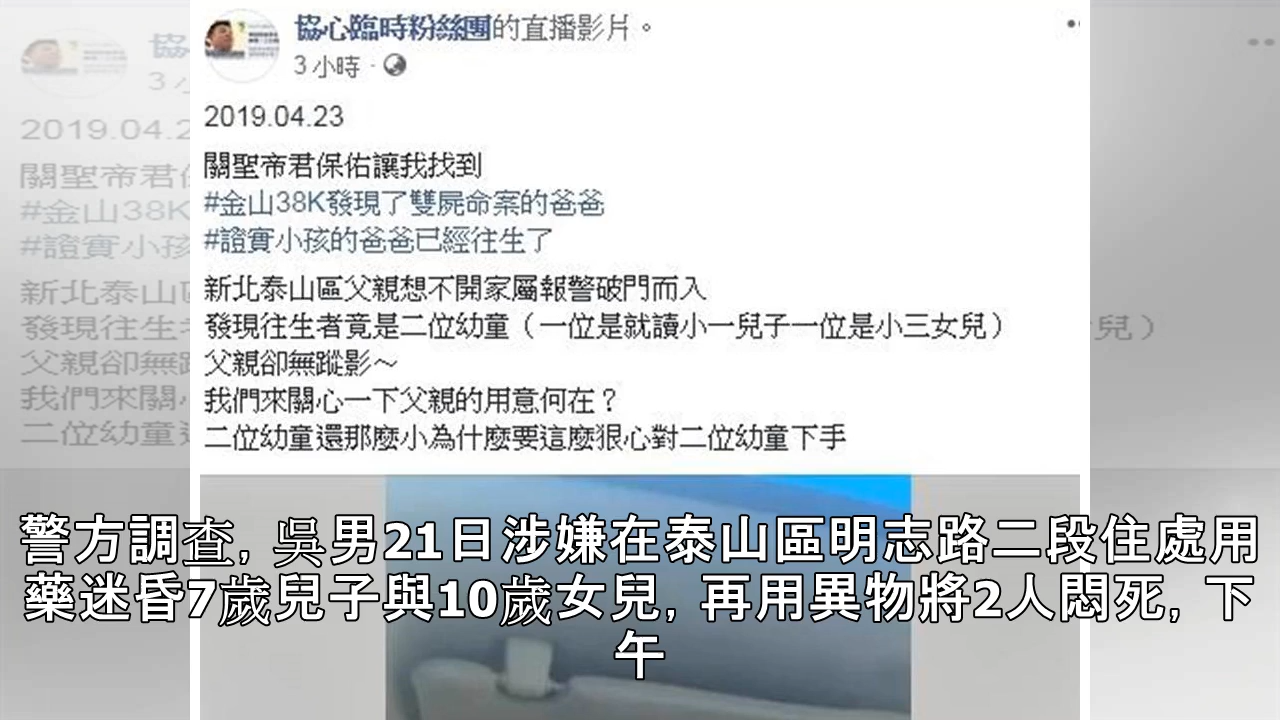 協心臨時粉絲團的直播影片。
3 小時 ·
2019.04.23
關聖帝君保佑讓我找到
#金山38K發現了雙屍命案的爸爸
#證實小孩的爸爸已經往生了
新北泰山區父親想不開家屬報警破門而入
發現往生者竟是二位幼童（一位是就讀小一兒子一位是小三女兒）
父親卻無蹤影～
我們來關心一下父親的用意何在？
二位幼童還那麼小為什麼要這麼狠心對二位幼童下手
警方調查, 吳男21日涉嫌在泰山區明志路二段住處用
藥迷昏7歲兒子與10歲女兒, 再用異物將2人悶死, 下
午